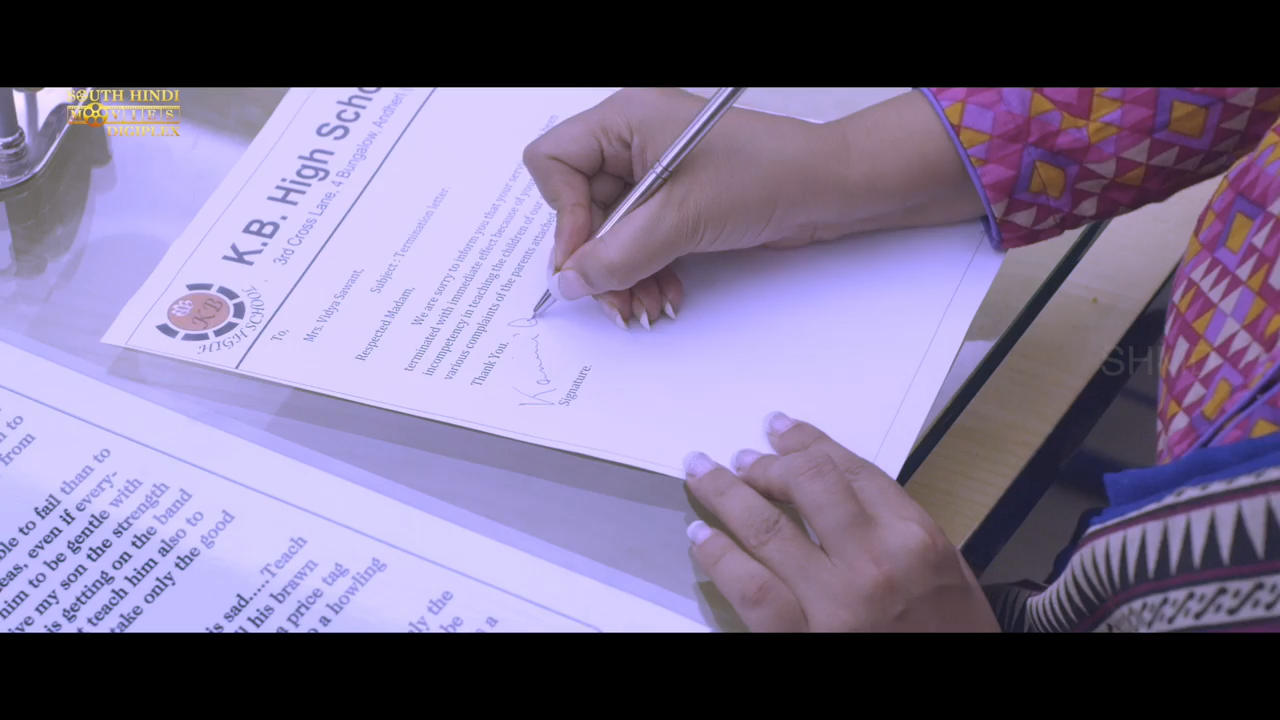 SOUTH HINDI
MOVIES
DIGIPLEX
K.B. High Scho
3rd Cross Lane, 4 Bungalow, Andheri
KB
HIGH SCHOOL
To,
Mrs. Vidya Sawant,
Subject : Termination letter.
Respected Madam,
We are sorry to inform you that your serv
terminated with immediate effect because of your
incompetency in teaching the children of our
various complaints of the parents attached
Thank You.
Signature.
n to
from
ble to fail than to
eas, even if every-
him to be gentle with
ive my son the strength
is getting on the band
t teach him also to
take only the good
is sad....Teach
ll his brawn
a price tag
o a howling
ly the
be
n a